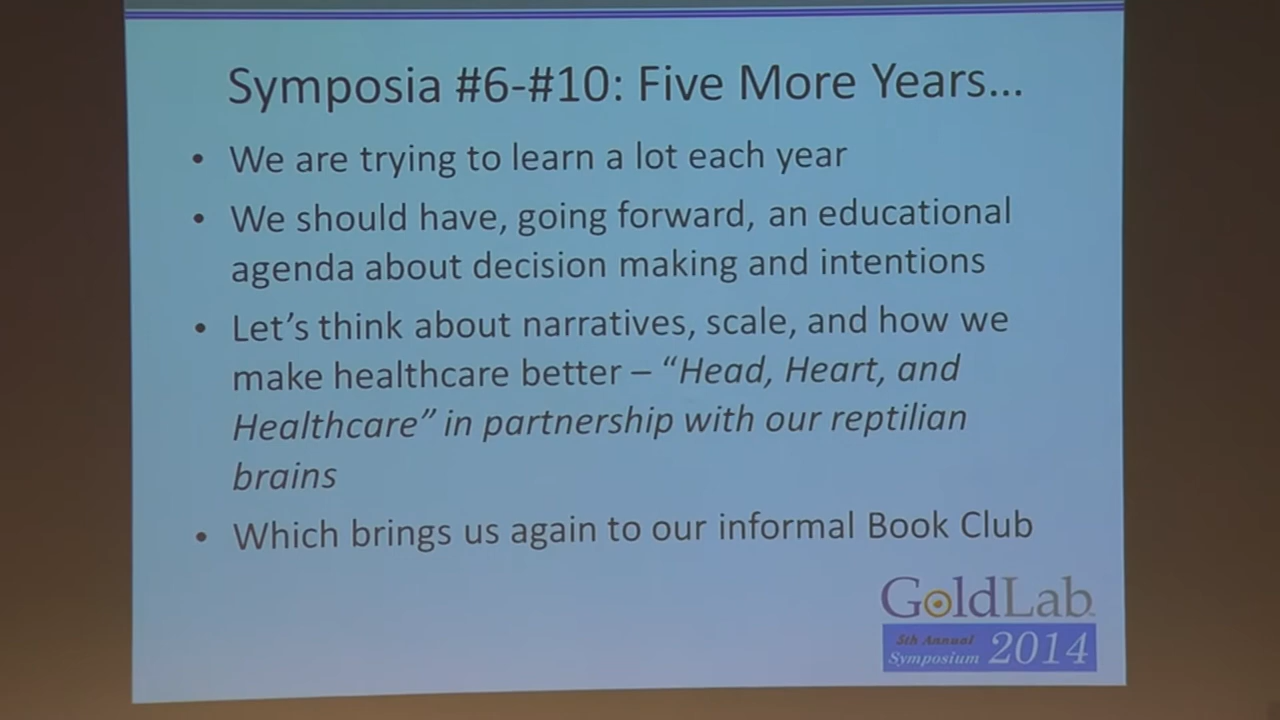 Symposia #6-#10: Five More Years...
• We are trying to learn a lot each year
• We should have, going forward, an educational
agenda about decision making and intentions
• Let's think about narratives, scale, and how we
make healthcare better – “Head, Heart, and
Healthcare” in partnership with our reptilian
brains
• Which brings us again to our informal Book Club
GoldLab
5th Annual
Symposium 2014